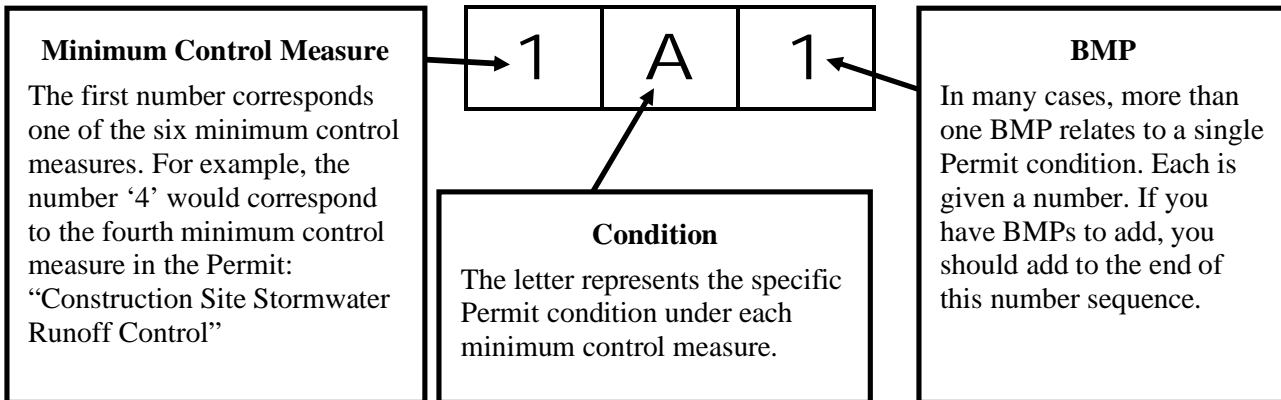 Minimum Control Measure
The first number corresponds
one of the six minimum control
measures. For example, the
number ‘4’ would correspond
to the fourth minimum control
measure in the Permit:
“Construction Site Stormwater
Runoff Control”
1 A 1
Condition
The letter represents the specific
Permit condition under each
minimum control measure.
BMP
In many cases, more than
one BMP relates to a single
Permit condition. Each is
given a number. If you
have BMPs to add, you
should add to the end of
this number sequence.